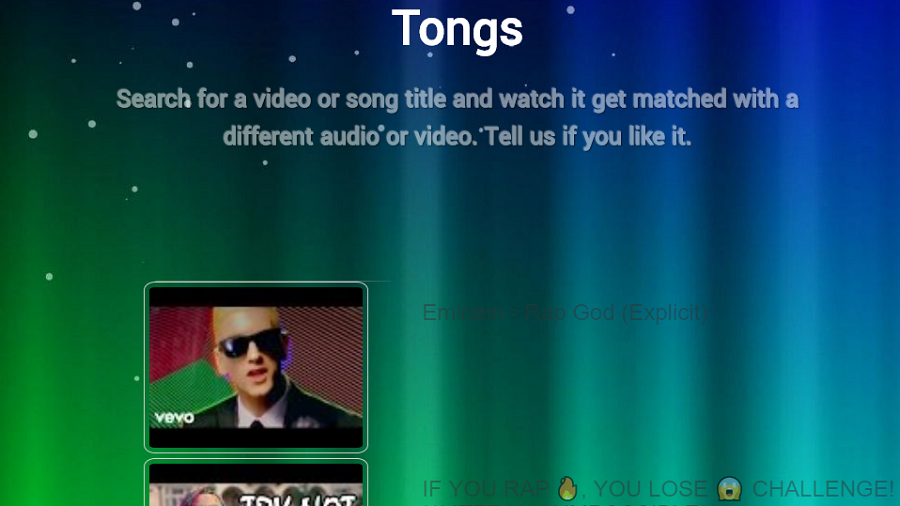 Tongs
Search for a video or song title and watch it get matched with a
different audio or video. Tell us if you like it.
Eminem - Rap God (Explicit)
vevo
IF YOU RAP 🔥, YOU LOSE 😱 CHALLENGE!
TRY NOT